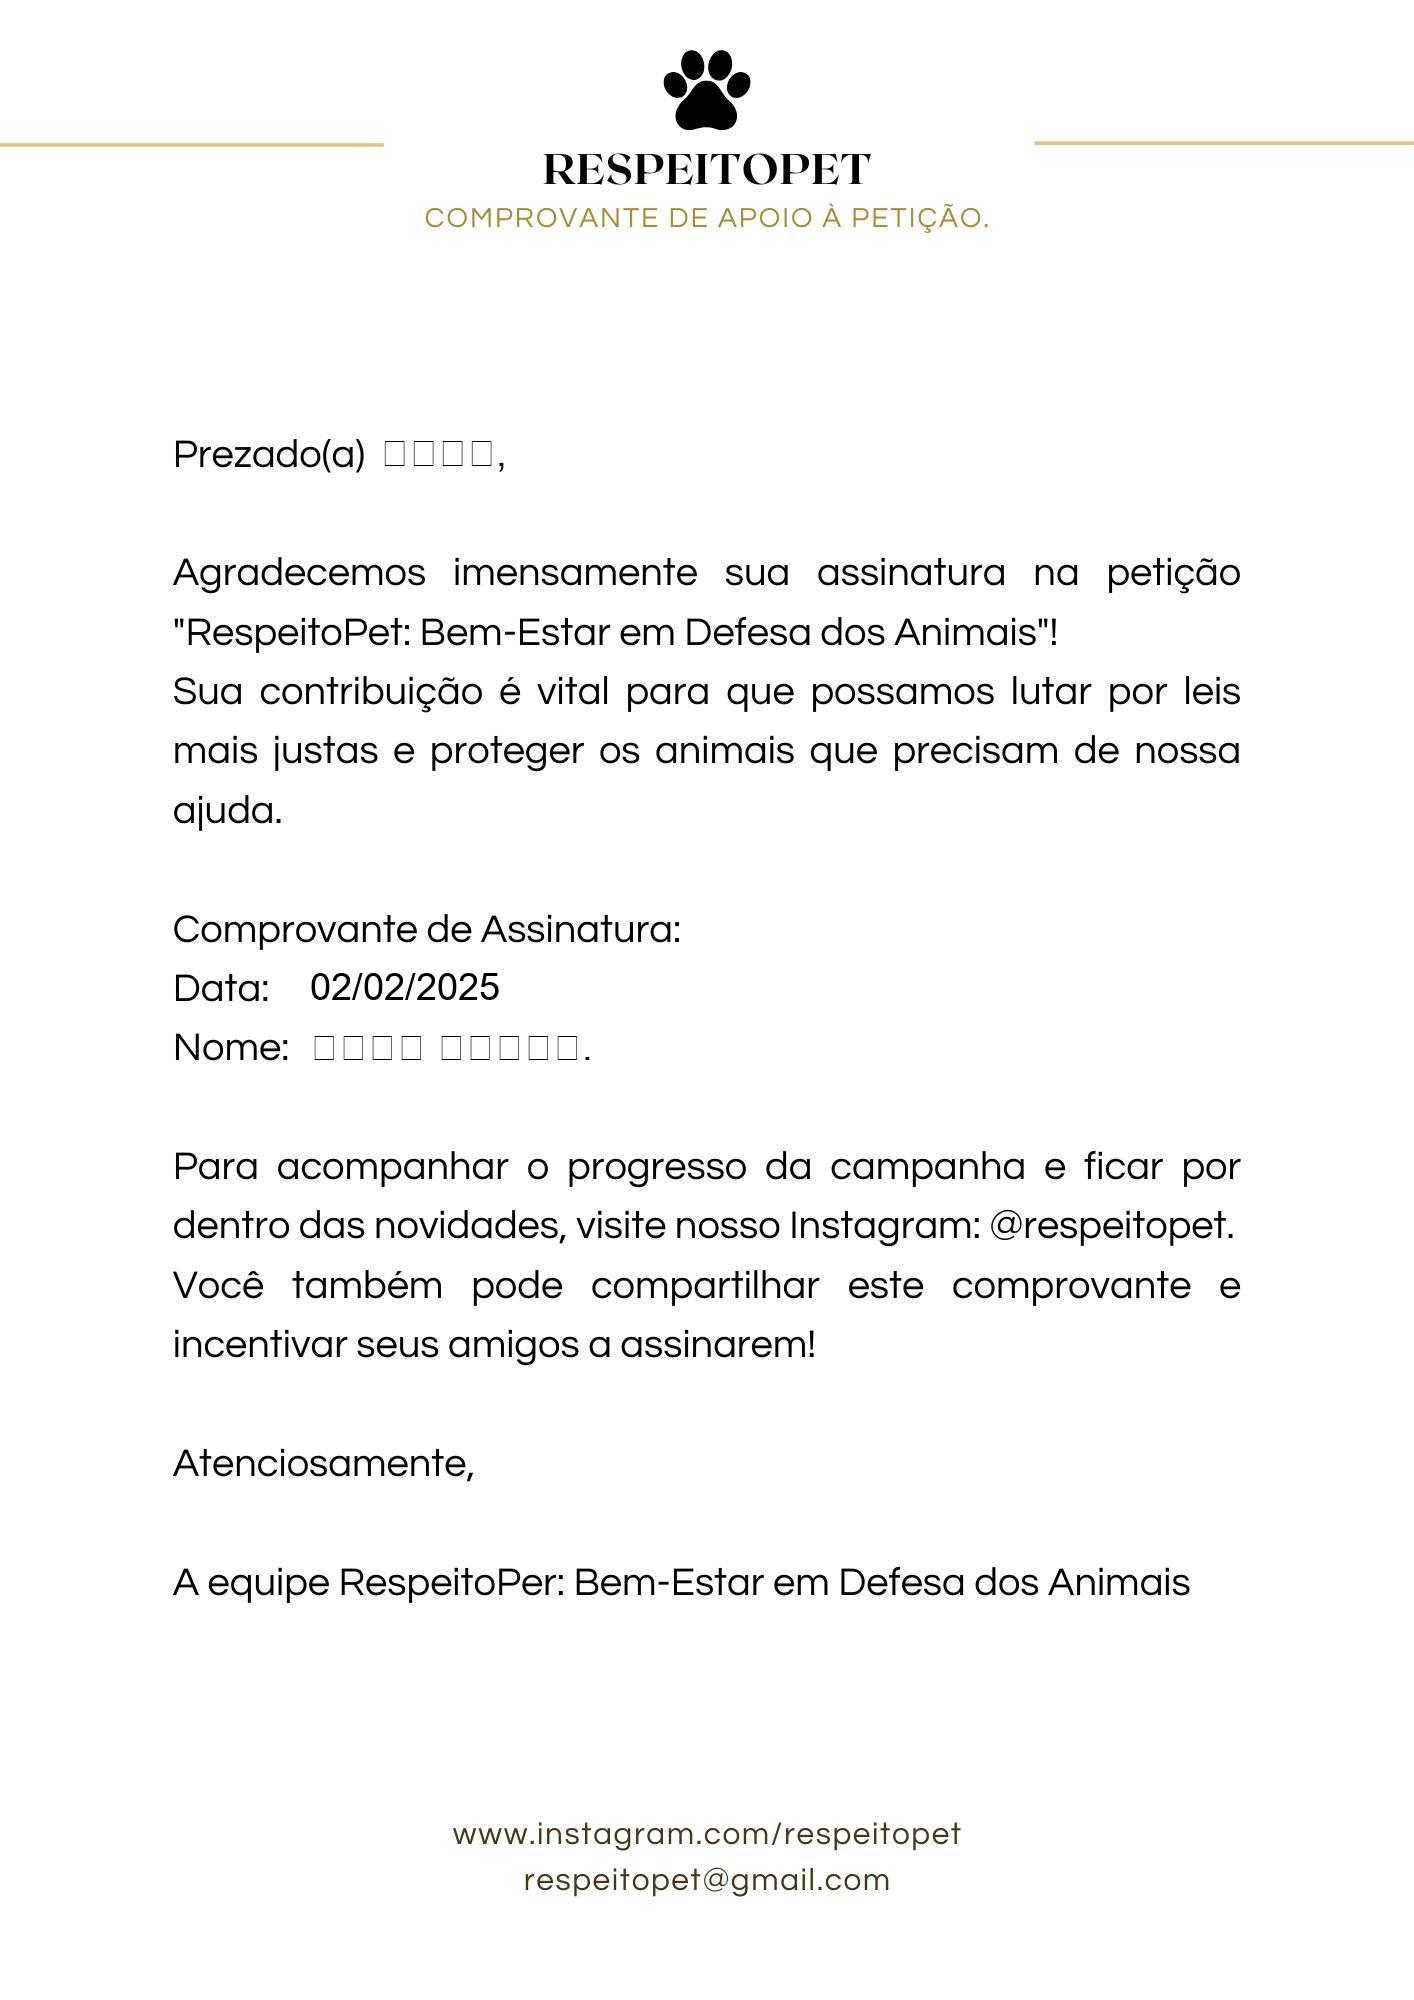 RESPEITOPET
COMPROVANTE DE APOIO À PETIÇÃO.
Prezado(a) ,
Agradecemos imensamente sua assinatura na petição
"RespeitoPet: Bem-Estar em Defesa dos Animais"!
Sua contribuição é vital para que possamos lutar por leis
mais justas e proteger os animais que precisam de nossa
ajuda.
Comprovante de Assinatura:
Data: 02/02/2025
Nome: .
Para acompanhar o progresso da campanha e ficar por
dentro das novidades, visite nosso Instagram: @respeitopet.
Você também pode compartilhar este comprovante e
incentivar seus amigos a assinarem!
Atenciosamente,
A equipe RespeitoPer: Bem-Estar em Defesa dos Animais
www.instagram.com/respeitopet
respeitopet@gmail.com